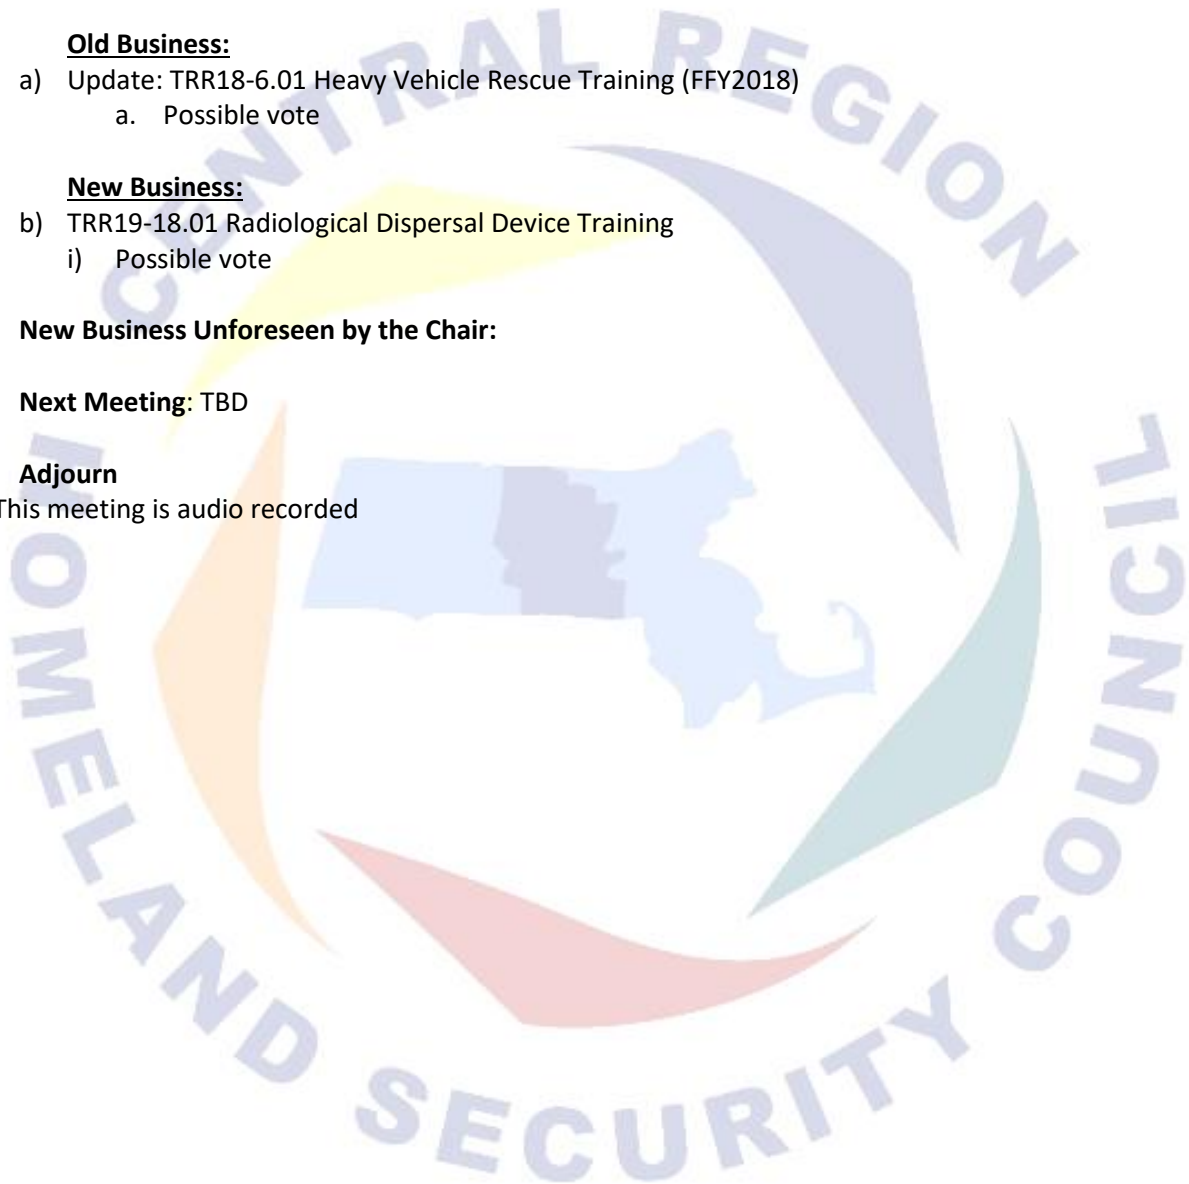 Old Business:
a) Update: TRR18-6.01 Heavy Vehicle Rescue Training (FFY2018)
a. Possible vote
New Business:
b) TRR19-18.01 Radiological Dispersal Device Training
i) Possible vote
New Business Unforeseen by the Chair:
Next Meeting: TBD
Adjourn
This meeting is audio recorded
CENTRAL REGION
HOMELAND SECURITY COUNCIL